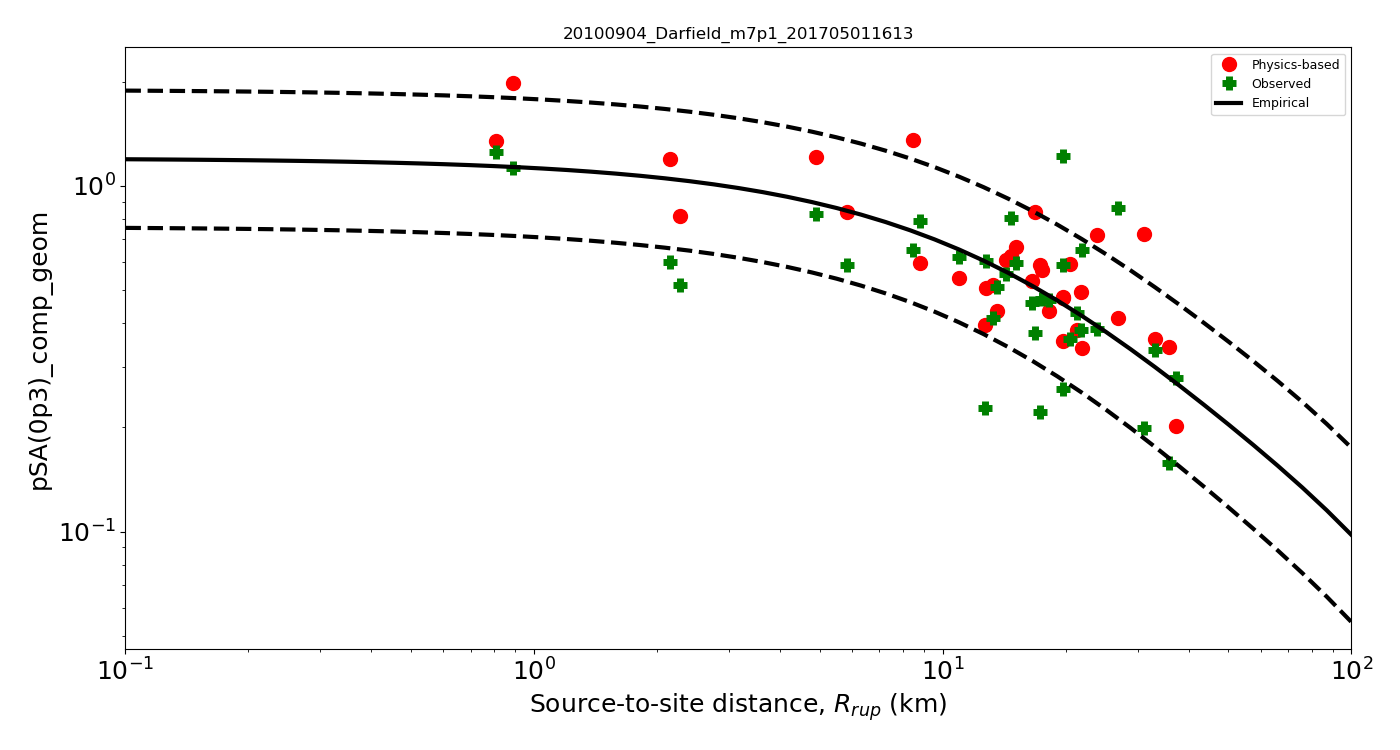 20100904_Darfield_m7p1_201705011613
Physics-based
Observed
Empirical
pSA(0p3)_comp_geom
10⁰
10⁻¹
10⁻¹
10⁰
10¹
10²
Source-to-site distance, R_rup (km)